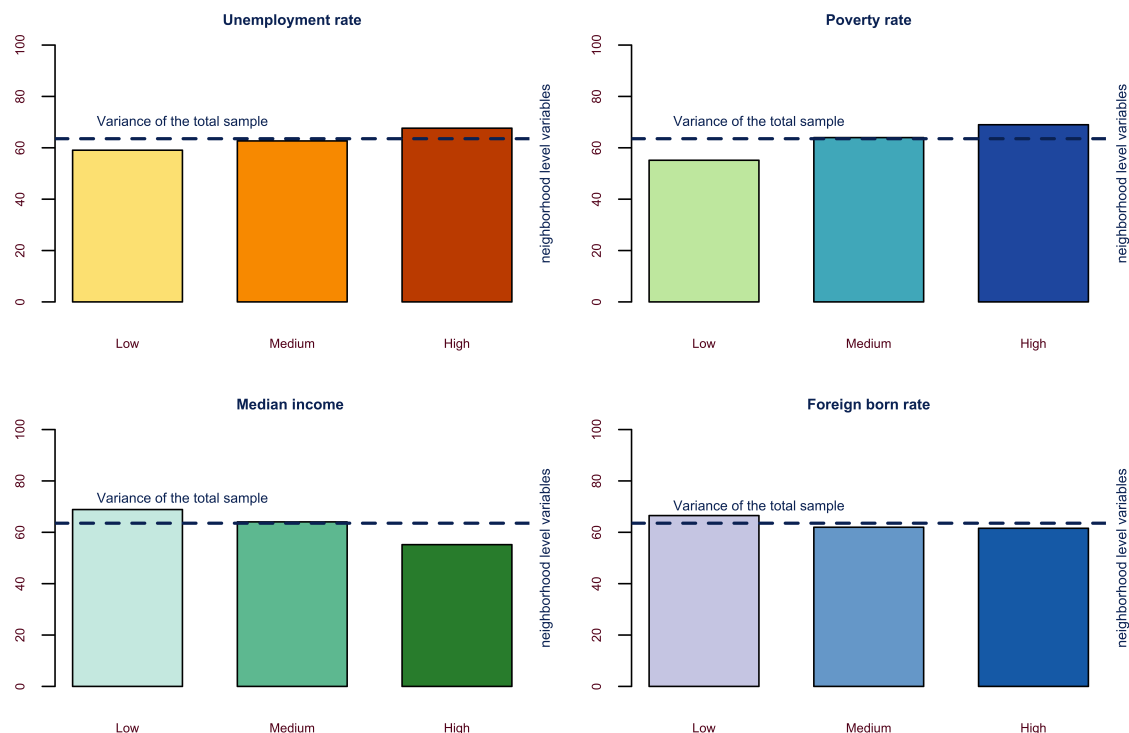 Unemployment rate
100
80
60
40
20
0
Variance of the total sample
neighborhood level variables
Low Medium High
Poverty rate
100
80
60
40
20
0
Variance of the total sample
neighborhood level variables
Low Medium High
Median income
100
80
60
40
20
0
Variance of the total sample
neighborhood level variables
Low Medium High
Foreign born rate
100
80
60
40
20
0
Variance of the total sample
neighborhood level variables
Low Medium High